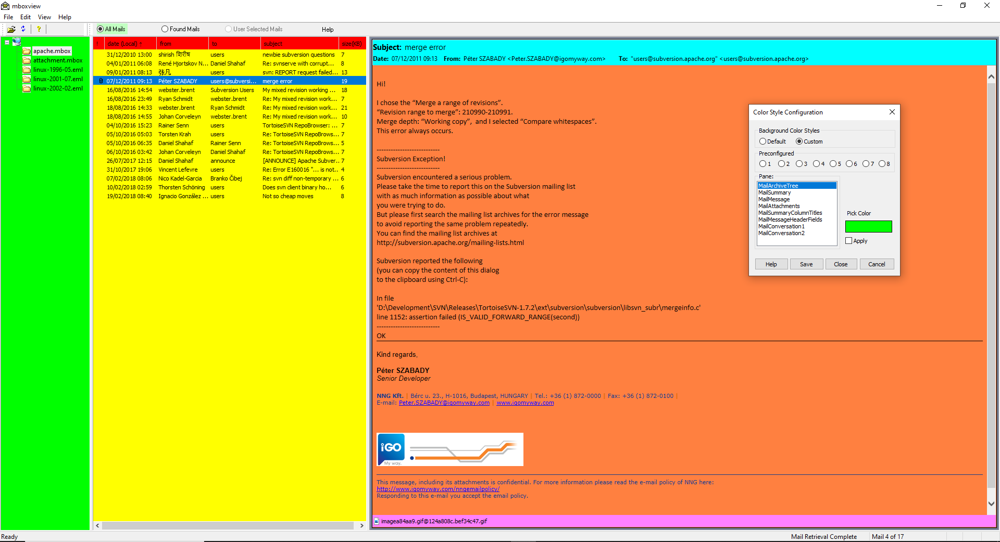 mboxview
File Edit View Help
?
All Mails Found Mails User Selected Mails Help
apache.mbox
attachment.mbox
linux-1996-05.eml
linux-2001-07.eml
linux-2002-02.eml
! date (Local) ↑ from to subject size(KB)
31/12/2010 13:00 shirish शिरीष users newbie subversion questions 7
04/01/2011 06:08 René Hjortskov N... Daniel Shahaf Re: svnserve with corrupt... 8
09/01/2011 08:13 张凡 users svn: REPORT request failed... 13
07/12/2011 09:13 Péter SZABADY users@subversi... merge error 19
16/08/2016 14:54 webster.brent Subversion Users My mixed revision working ... 18
16/08/2016 23:49 Ryan Schmidt webster.brent Re: My mixed revision work... 7
18/08/2016 14:33 webster.brent Ryan Schmidt Re: My mixed revision work... 21
18/08/2016 14:55 Johan Corveleyn webster.brent Re: My mixed revision work... 10
04/10/2016 15:23 Rainer Senn users TortoiseSVN RepoBrowser: ... 7
05/10/2016 05:03 Torsten Krah users Re: TortoiseSVN RepoBrows... 7
05/10/2016 06:35 Daniel Shahaf Rainer Senn Re: TortoiseSVN RepoBrows... 5
06/10/2016 03:42 Johan Corveleyn Daniel Shahaf Re: TortoiseSVN RepoBrows... 7
26/07/2017 12:15 Daniel Shahaf announce [ANNOUNCE] Apache Subver... 7
31/10/2017 19:06 Vincent Lefevre users Re: Error E160016 "... is not... 4
07/02/2018 08:06 Nico Kadel-Garcia Branko Čibej Re: svn diff non-temporary ... 6
10/02/2018 02:59 Thorsten Schöning users Does svn client binary ho... 6
19/02/2018 08:40 Ignacio González ... users Not so cheap moves 8
Subject: merge error
Date: 07/12/2011 09:13 From: Péter SZABADY <Peter.SZABADY@igomyway.com> To: "users@subversion.apache.org" <users@subversion.apache.org>
Hi!
I chose the “Merge a range of revisions”.
“Revision range to merge”: 210990-210991.
Merge depth: “Working copy”, and I selected “Compare whitespaces”.
This error always occurs.
---------------------------
Subversion Exception!
---------------------------
Subversion encountered a serious problem.
Please take the time to report this on the Subversion mailing list
with as much information as possible about what
you were trying to do.
But please first search the mailing list archives for the error message
to avoid reporting the same problem repeatedly.
You can find the mailing list archives at
http://subversion.apache.org/mailing-lists.html
Subversion reported the following
(you can copy the content of this dialog
to the clipboard using Ctrl-C):
In file
'D:\Development\SVN\Releases\TortoiseSVN-1.7.2\ext\subversion\subversion\libsvn_subr\mergeinfo.c'
line 1152: assertion failed (IS_VALID_FORWARD_RANGE(second))
---------------------------
OK
Kind regards,
Péter SZABADY
Senior Developer
NNG Kft. | Bérc u. 23., H-1016, Budapest, HUNGARY | Tel.: +36 (1) 872-0000 | Fax: +36 (1) 872-0100 |
E-mail: Peter.SZABADY@igomyway.com | www.igomyway.com
iGO
My way.
This message, including its attachments is confidential. For more information please read the e-mail policy of NNG here:
http://www.igomyway.com/nngemailpolicy/
Responding to this e-mail you accept the email policy.
imagea84aa9.gif@124a808c.bef34c47.gif
Color Style Configuration
Background Color Styles
Default Custom
Preconfigured
1 2 3 4 5 6 7 8
Pane:
MailArchiveTree
MailSummary
MailMessage
MailAttachments
MailSummaryColumnTitles
MailMessageHeaderFields
MailConversation1
MailConversation2
Pick Color
Apply
Help Save Close Cancel
Ready Mail Retrieval Complete Mail 4 of 17